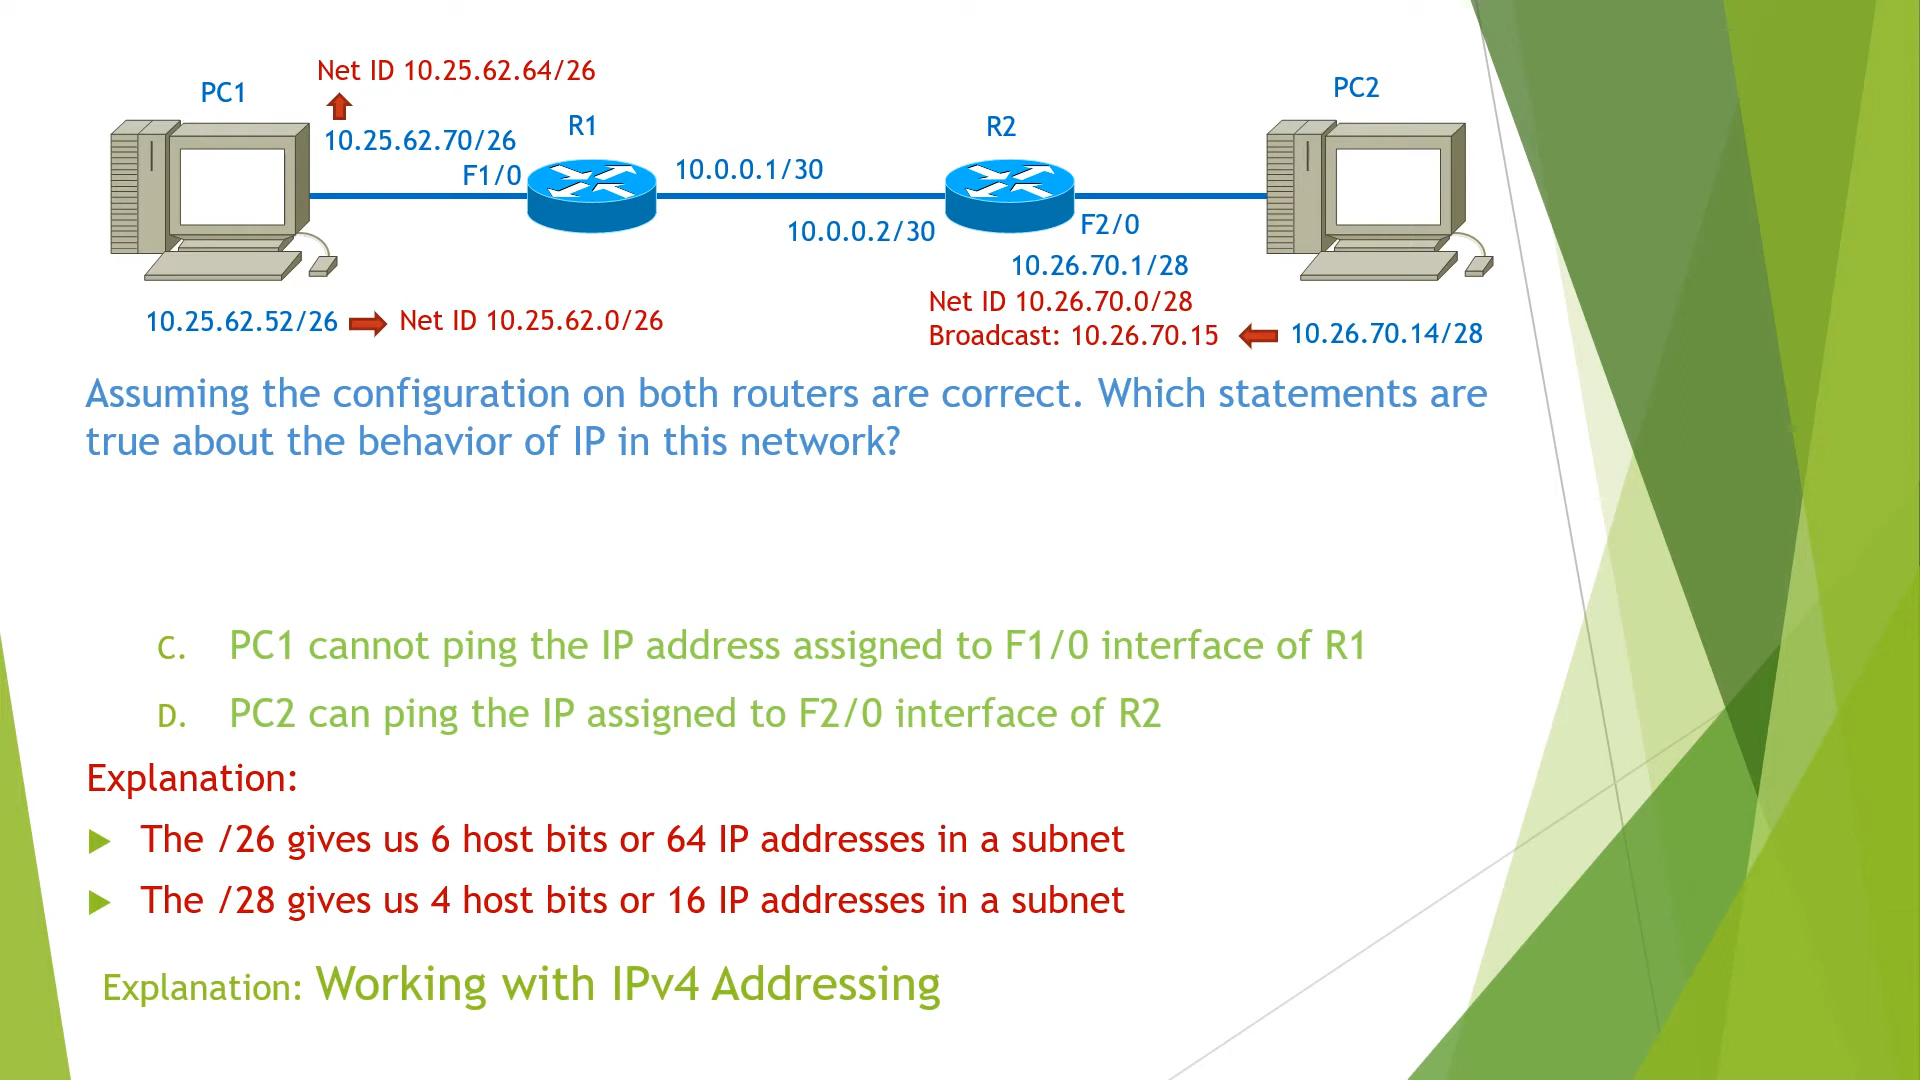 Net ID 10.25.62.64/26
PC1
PC2
10.25.62.70/26
R1
R2
F1/0
10.0.0.1/30
10.0.0.2/30
F2/0
10.26.70.1/28
10.25.62.52/26
Net ID 10.25.62.0/26
Net ID 10.26.70.0/28
Broadcast: 10.26.70.15
10.26.70.14/28
Assuming the configuration on both routers are correct. Which statements are
true about the behavior of IP in this network?
C. PC1 cannot ping the IP address assigned to F1/0 interface of R1
D. PC2 can ping the IP assigned to F2/0 interface of R2
Explanation:
The /26 gives us 6 host bits or 64 IP addresses in a subnet
The /28 gives us 4 host bits or 16 IP addresses in a subnet
Explanation: Working with IPv4 Addressing